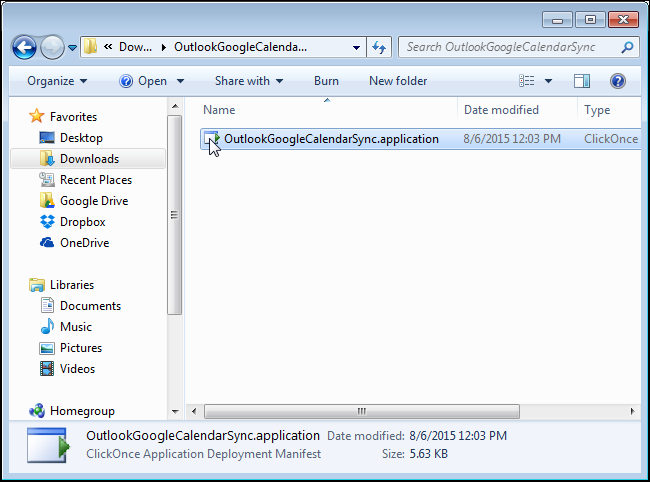 « Dow... ▸ OutlookGoogleCalenda... Search OutlookGoogleCalendarSync
Organize Open Share with Burn New folder
Name Date modified Type
Favorites
Desktop
Downloads
Recent Places
Google Drive
Dropbox
OneDrive
OutlookGoogleCalendarSync.application 8/6/2015 12:03 PM ClickOnce
Libraries
Documents
Music
Pictures
Videos
Homegroup
OutlookGoogleCalendarSync.application Date modified: 8/6/2015 12:03 PM
ClickOnce Application Deployment Manifest Size: 5.63 KB